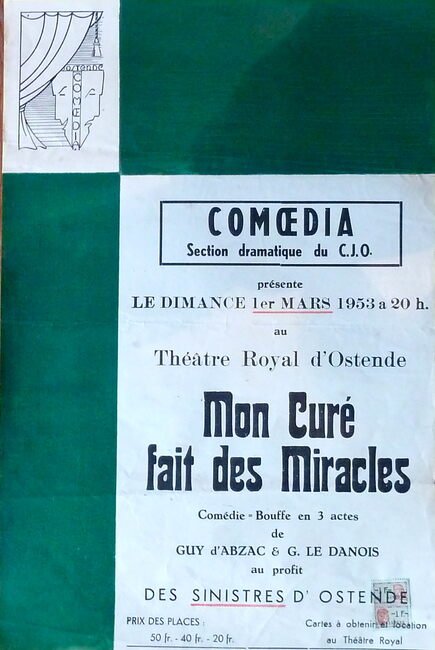 OSTENDE
COMŒDIA
COMŒDIA
Section dramatique du C.J.O.
présente
LE DIMANCE 1er MARS 1953 a 20 h.
au
Théâtre Royal d'Ostende
Mon Curé
fait des Miracles
Comédie-Bouffe en 3 actes
de
GUY d'ABZAC & G. LE DANOIS
au profit
DES SINISTRES D' OSTENDE
PRIX DES PLACES :
50 fr. - 40 fr. - 20 fr.
Cartes à obtenir et location
au Théâtre Royal